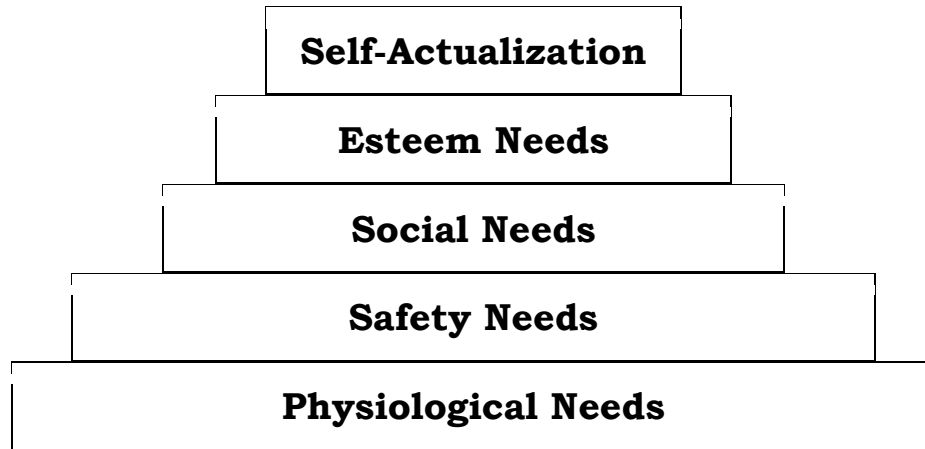 Self-Actualization
Esteem Needs
Social Needs
Safety Needs
Physiological Needs